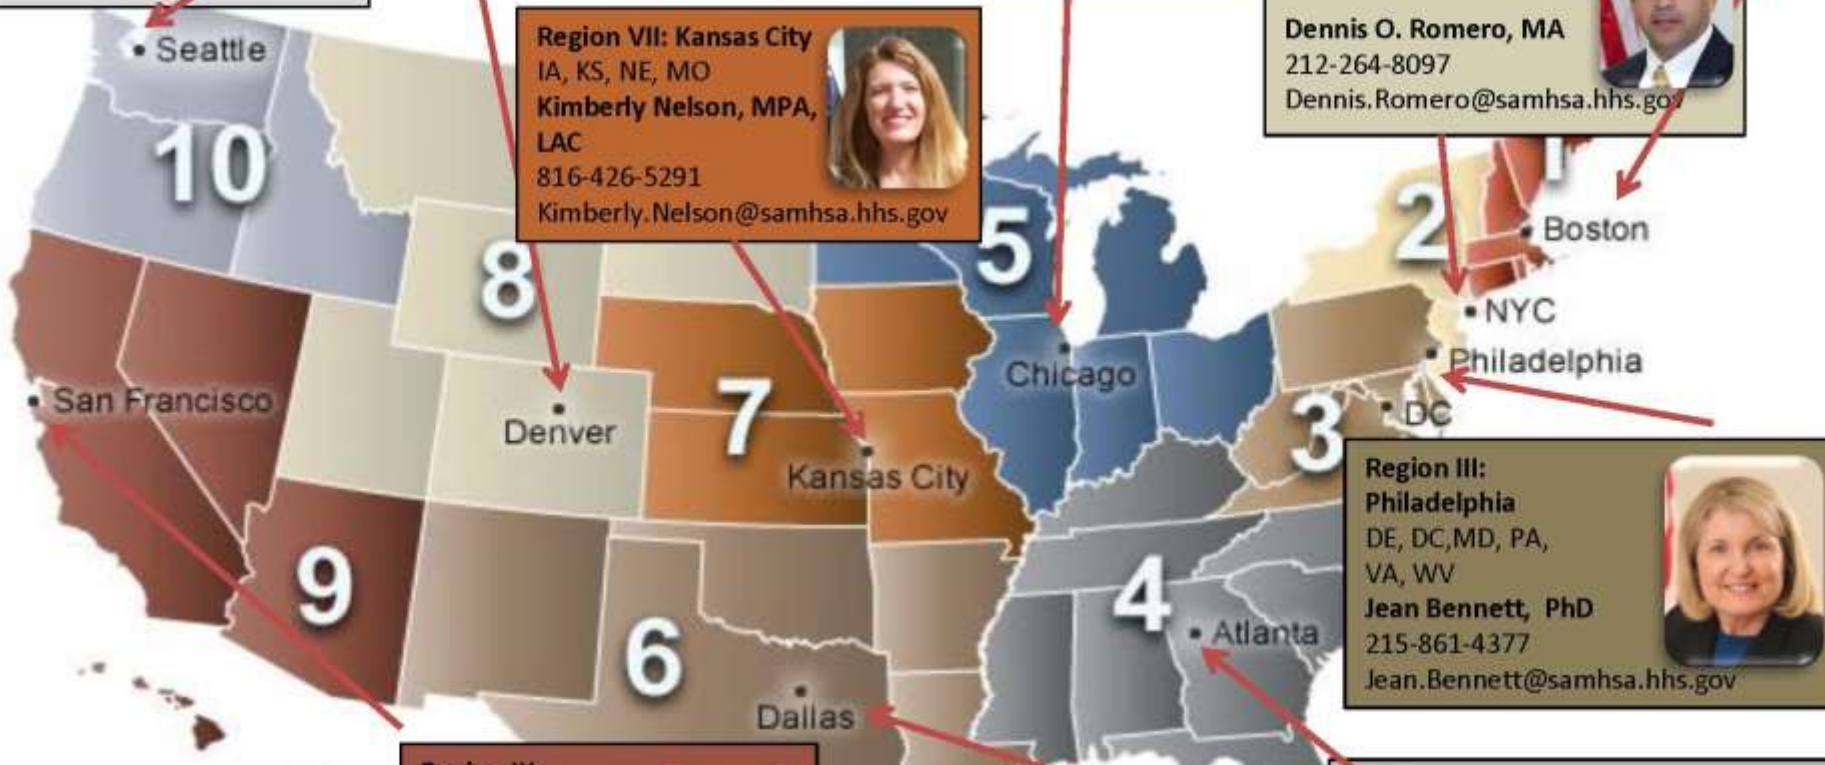 Region VII: Kansas City
IA, KS, NE, MO
Kimberly Nelson, MPA,
LAC
816-426-5291
Kimberly.Nelson@samhsa.hhs.gov
Dennis O. Romero, MA
212-264-8097
Dennis.Romero@samhsa.hhs.gov
Seattle
10
8
5
2
1
Boston
NYC
Philadelphia
Chicago
San Francisco
Denver
7
Kansas City
3
DC
Region III:
Philadelphia
DE, DC,MD, PA,
VA, WV
Jean Bennett, PhD
215-861-4377
Jean.Bennett@samhsa.hhs.gov
9
4
Atlanta
6
Dallas